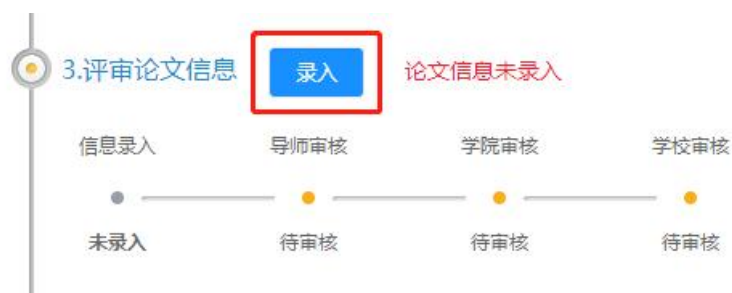 3.评审论文信息 录入 论文信息未录入
信息录入 导师审核 学院审核 学校审核
未录入 待审核 待审核 待审核